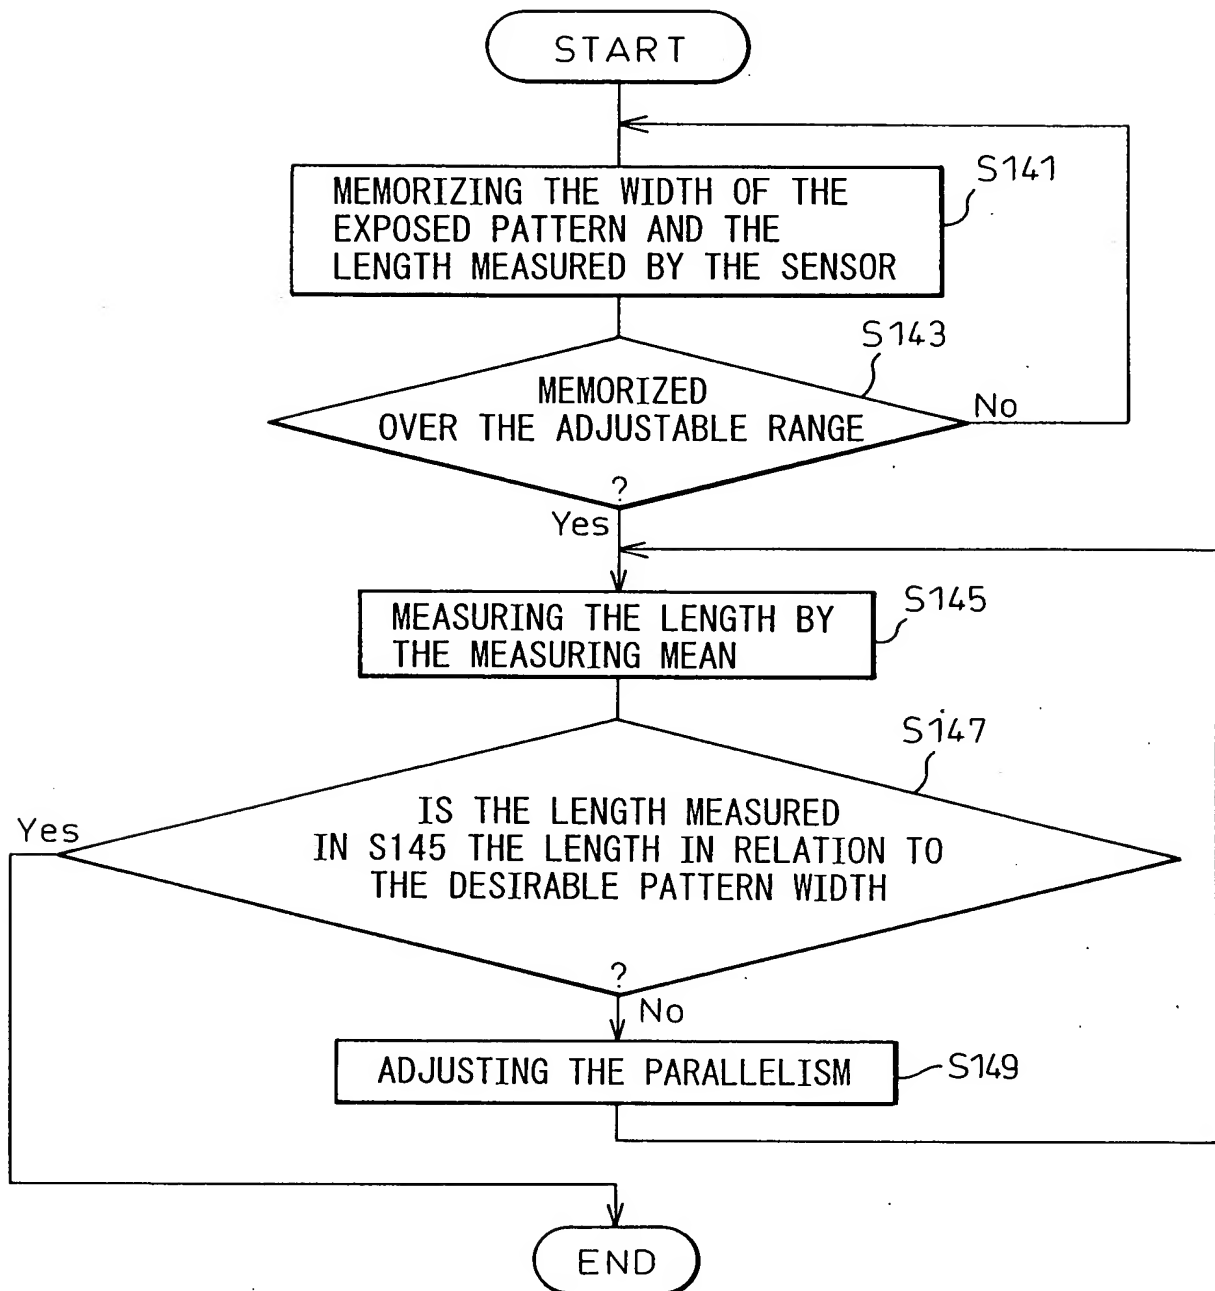 START
S141
MEMORIZING THE WIDTH OF THE
EXPOSED PATTERN AND THE
LENGTH MEASURED BY THE SENSOR
S143
MEMORIZED
OVER THE ADJUSTABLE RANGE
No
?
Yes
S145
MEASURING THE LENGTH BY
THE MEASURING MEAN
S147
IS THE LENGTH MEASURED
Yes
IN S145 THE LENGTH IN RELATION TO
THE DESIRABLE PATTERN WIDTH
?
No
ADJUSTING THE PARALLELISM
S149
END